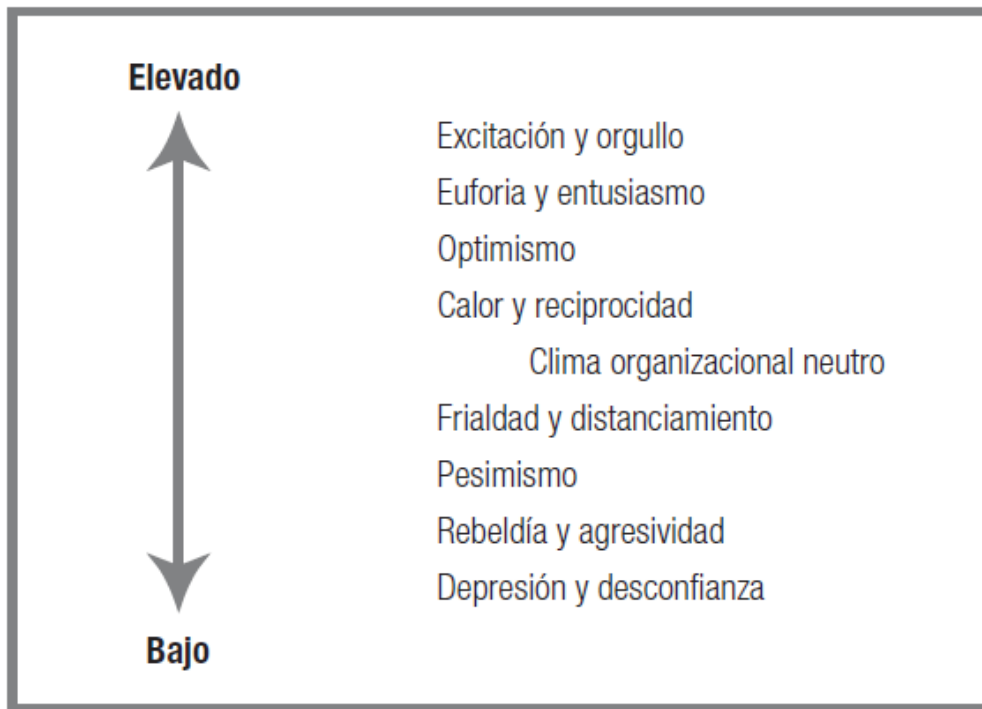 Elevado
Excitación y orgullo
Euforia y entusiasmo
Optimismo
Calor y reciprocidad
Clima organizacional neutro
Frialdad y distanciamiento
Pesimismo
Rebeldía y agresividad
Depresión y desconfianza
Bajo